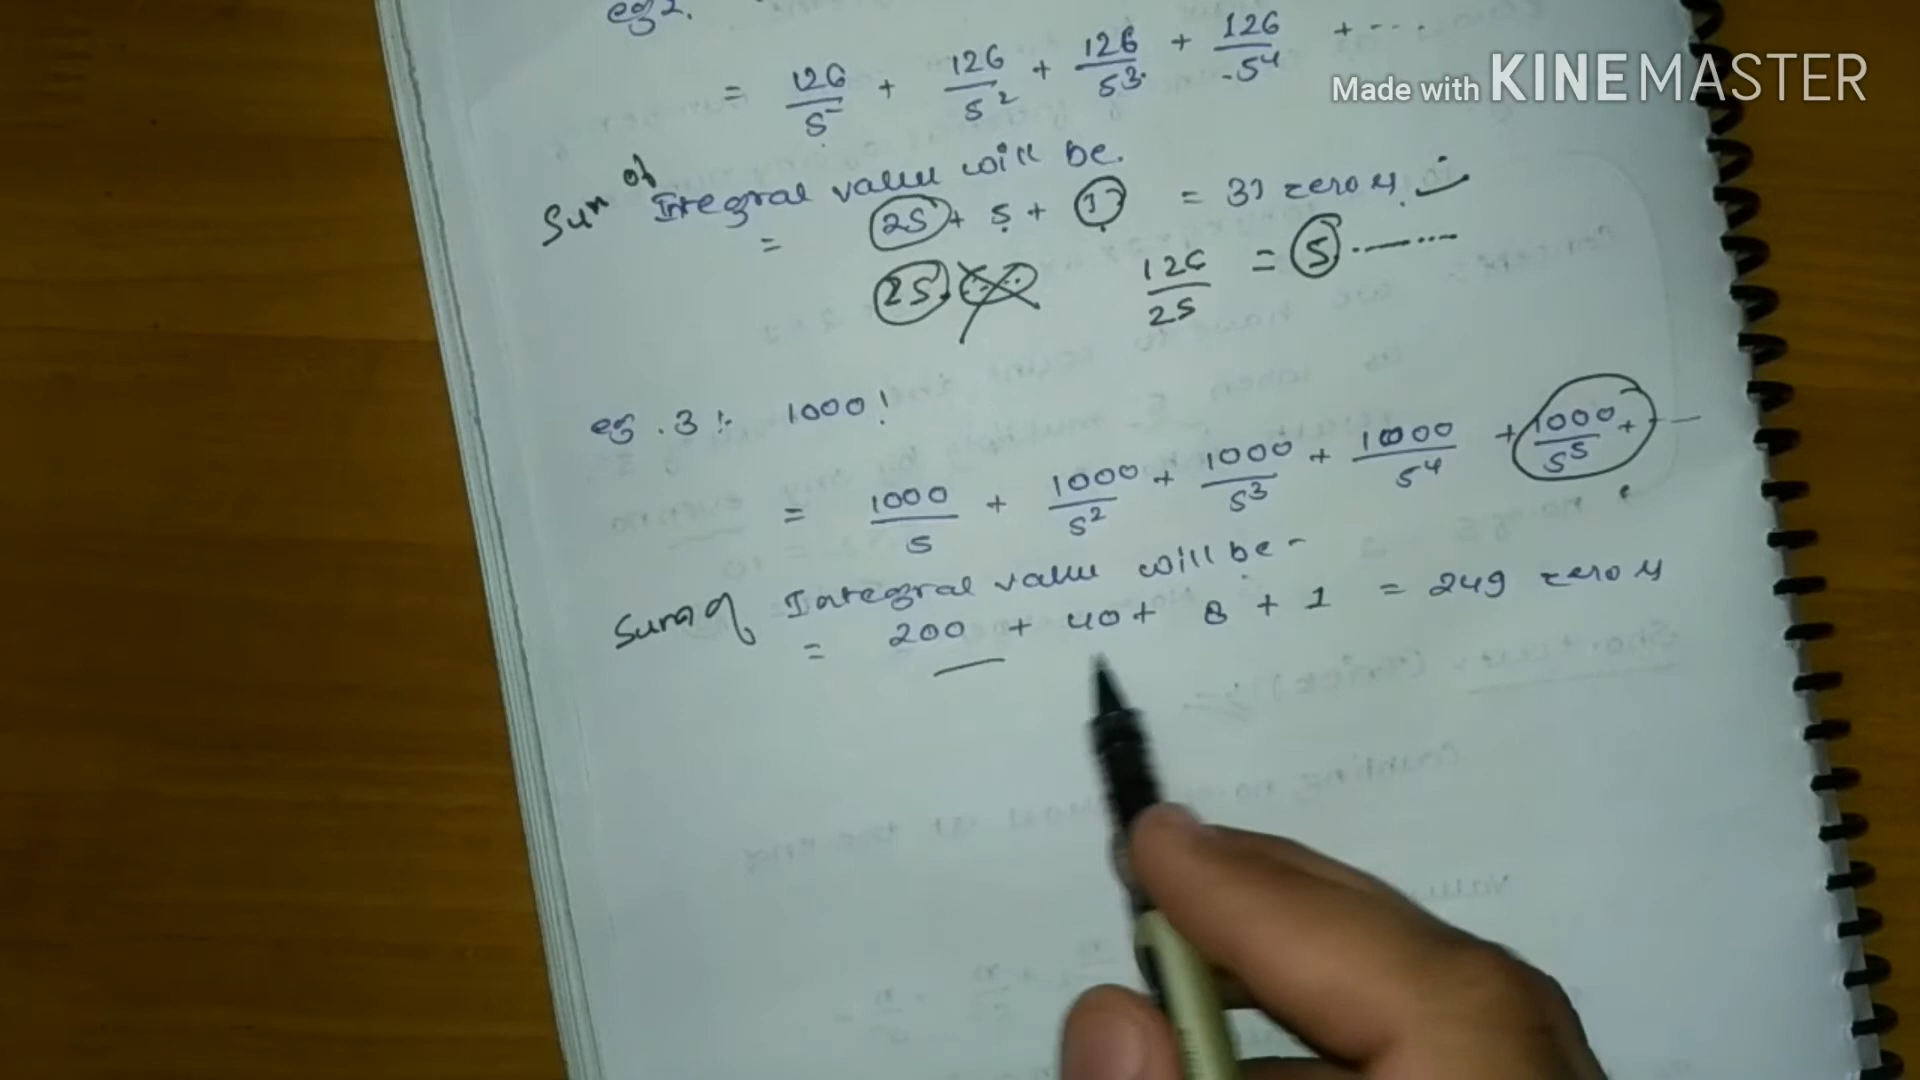 eg 2.
= 126/5 + 126/5² + 126/5³ + 126/5⁴ + ....
Made with KINEMASTER
Sum of Integral value will be.
= 25 + 5 + 1 = 31 zeros.
25. 126/25 = 5.
eg. 3 :- 1000!
= 1000/5 + 1000/5² + 1000/5³ + 1000/5⁴ + 1000/5⁵ + ---
Sum of Integral value will be -
= 200 + 40 + 8 + 1 = 249 zeros